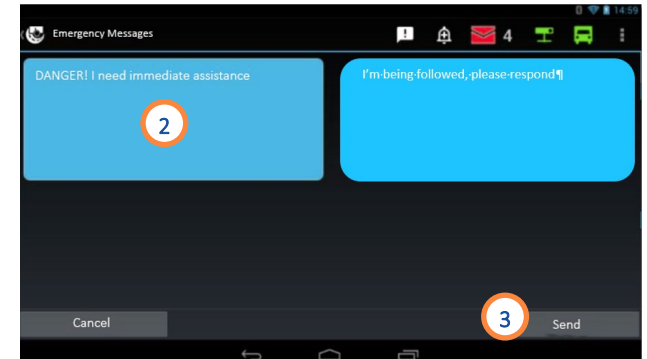 14:59
Emergency Messages
4
DANGER! I need immediate assistance
I'm·being·followed,·please·respond¶
2
Cancel
3
Send